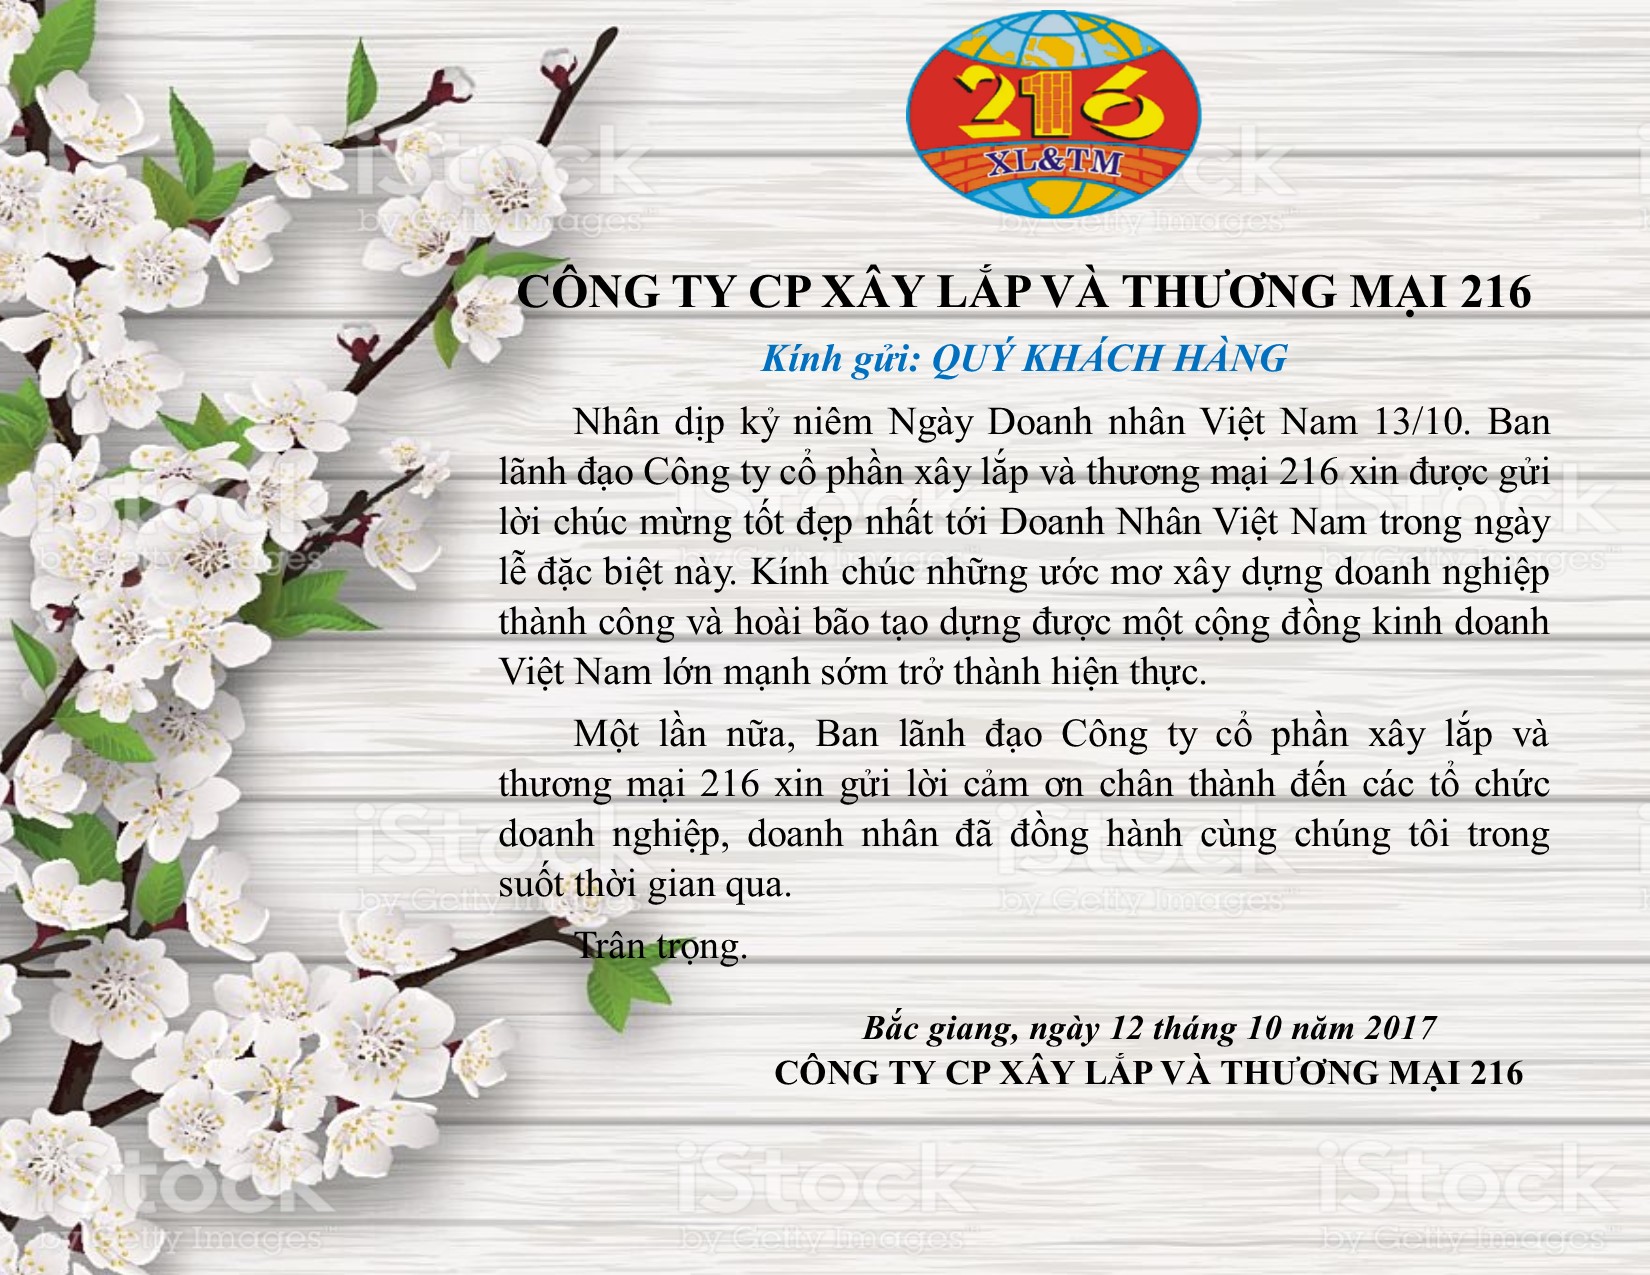 216
XL&TM
CÔNG TY CP XÂY LẮP VÀ THƯƠNG MẠI 216
Kính gửi: QUÝ KHÁCH HÀNG
Nhân dịp kỷ niêm Ngày Doanh nhân Việt Nam 13/10. Ban
lãnh đạo Công ty cổ phần xây lắp và thương mại 216 xin được gửi
lời chúc mừng tốt đẹp nhất tới Doanh Nhân Việt Nam trong ngày
lễ đặc biệt này. Kính chúc những ước mơ xây dựng doanh nghiệp
thành công và hoài bão tạo dựng được một cộng đồng kinh doanh
Việt Nam lớn mạnh sớm trở thành hiện thực.
Một lần nữa, Ban lãnh đạo Công ty cổ phần xây lắp và
thương mại 216 xin gửi lời cảm ơn chân thành đến các tổ chức
doanh nghiệp, doanh nhân đã đồng hành cùng chúng tôi trong
suốt thời gian qua.
Trân trọng.
Bắc giang, ngày 12 tháng 10 năm 2017
CÔNG TY CP XÂY LẮP VÀ THƯƠNG MẠI 216
iStock
by Getty Images™